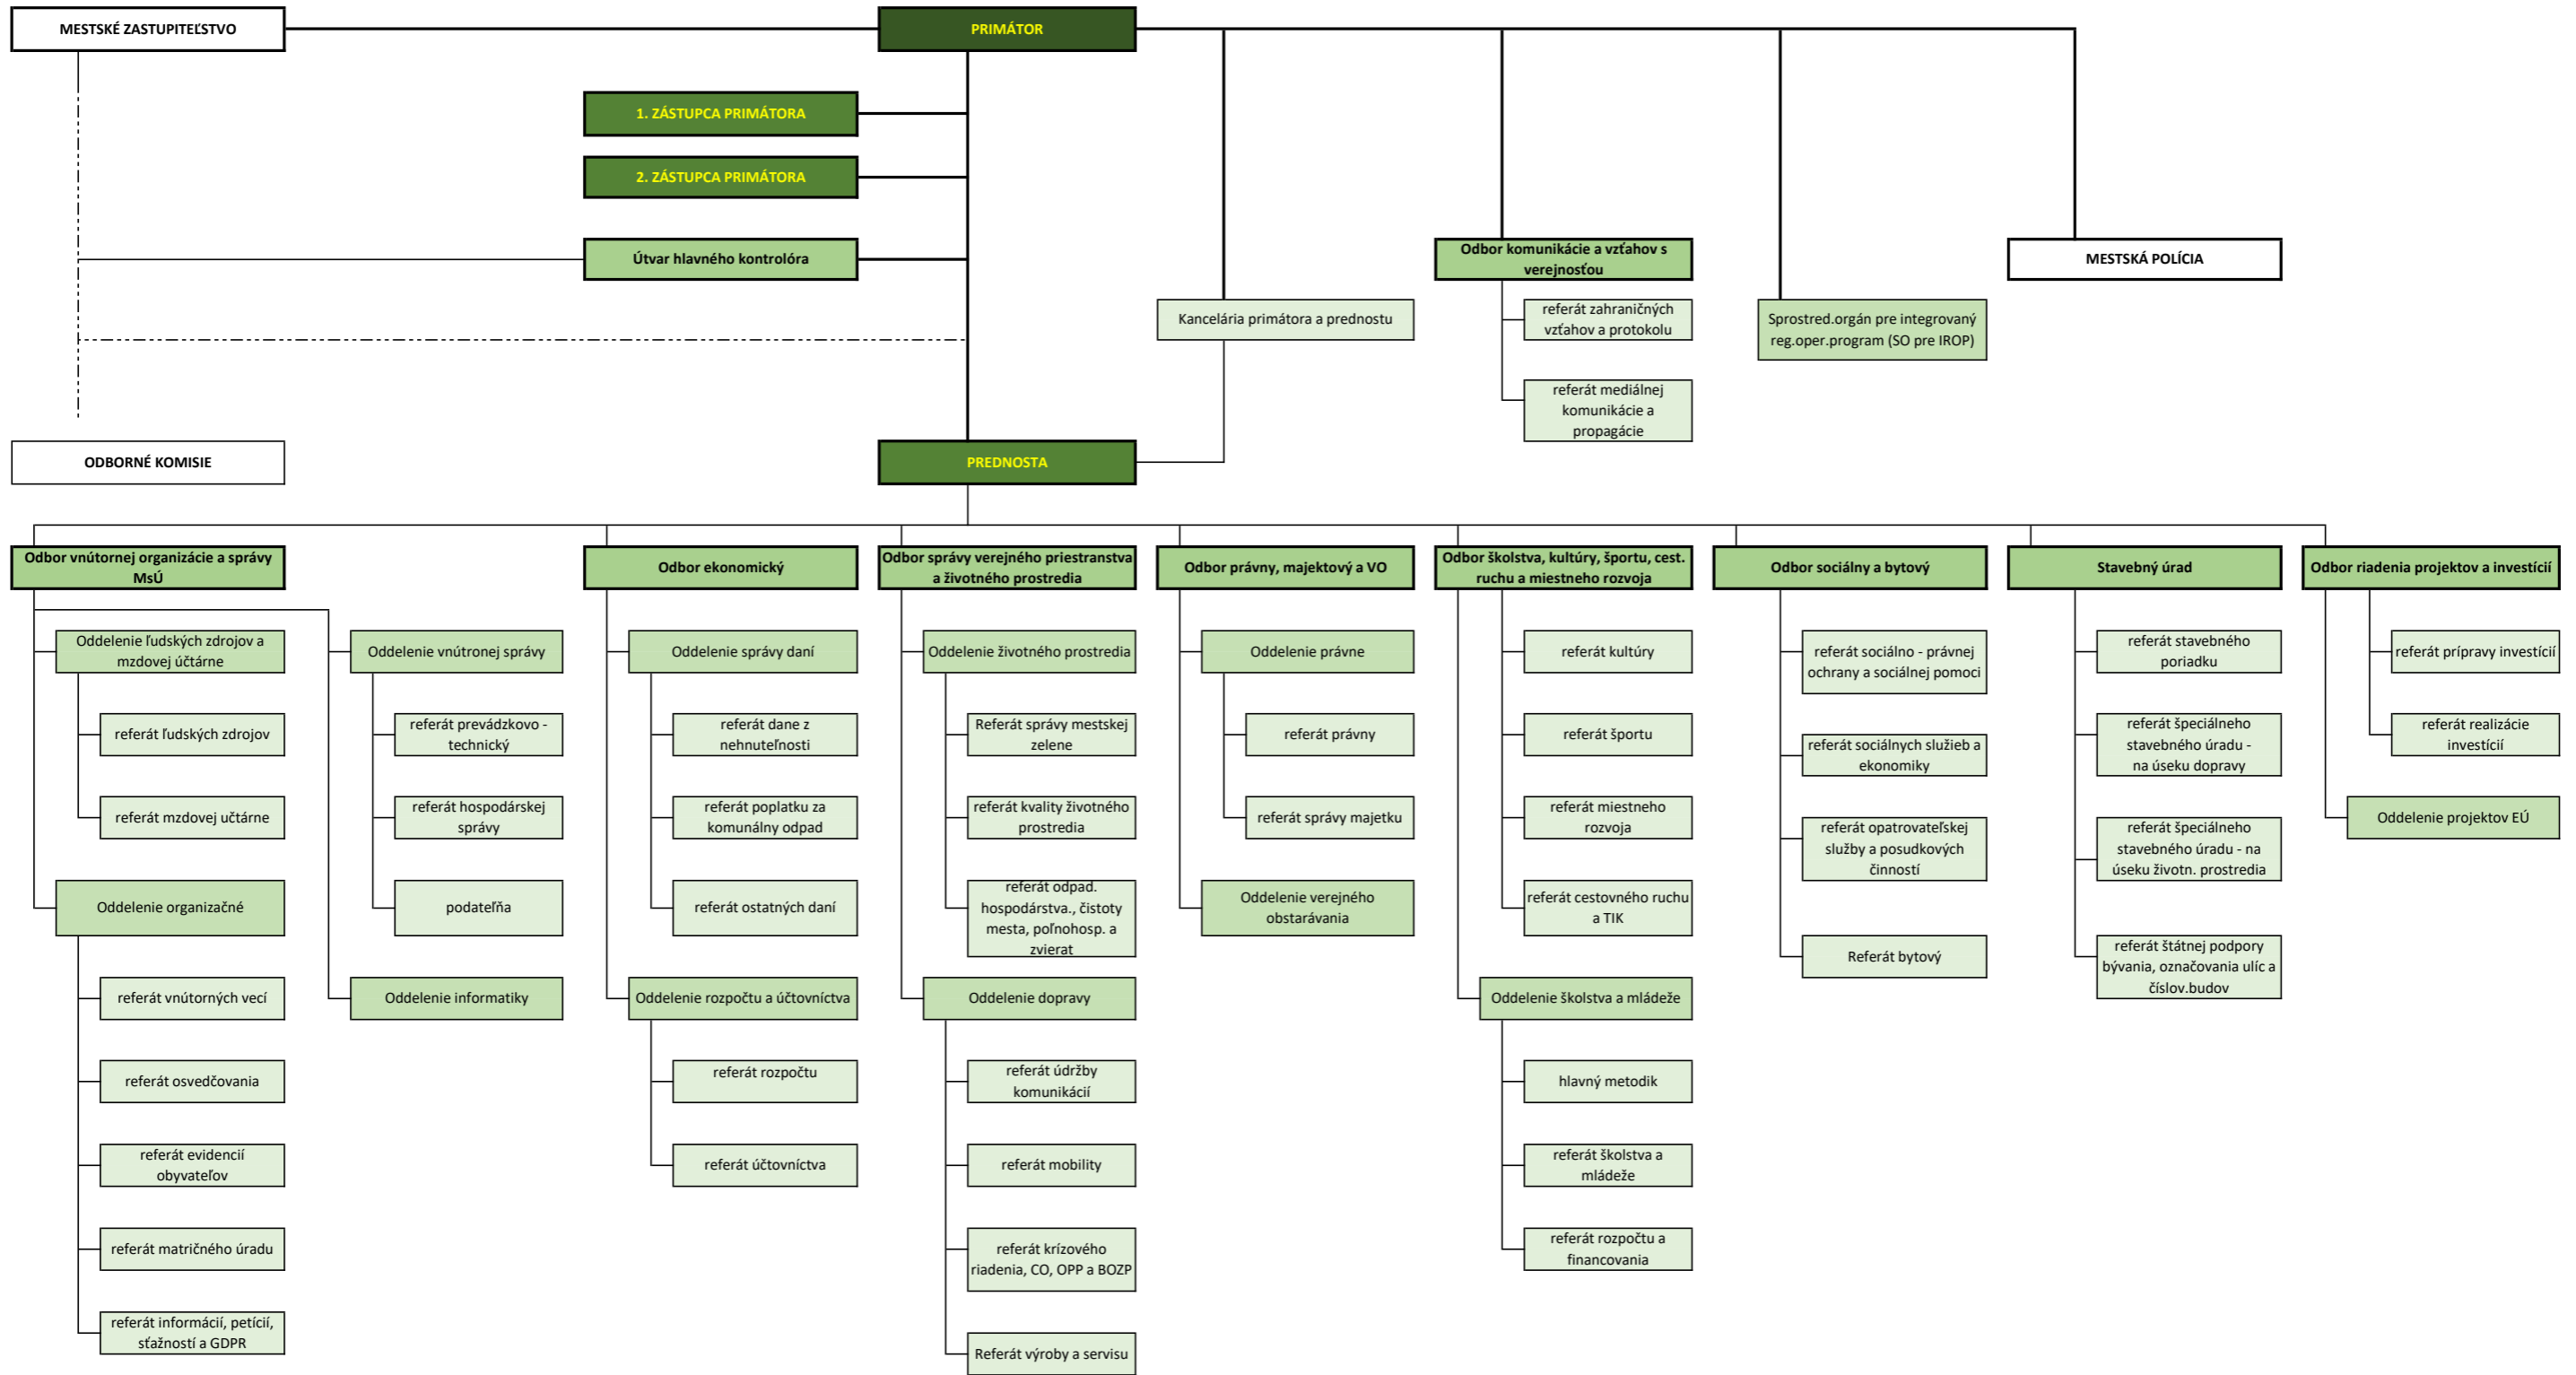 MESTSKÉ ZASTUPITEĽSTVO
PRIMÁTOR
1. ZÁSTUPCA PRIMÁTORA
2. ZÁSTUPCA PRIMÁTORA
Útvar hlavného kontrolóra
Odbor komunikácie a vzťahov s
verejnosťou
MESTSKÁ POLÍCIA
Kancelária primátora a prednostu
referát zahraničných
vzťahov a protokolu
Sprostred.orgán pre integrovaný
reg.oper.program (SO pre IROP)
referát mediálnej
komunikácie a
propagácie
ODBORNÉ KOMISIE
PREDNOSTA
Odbor vnútornej organizácie a správy
MsÚ
Oddelenie ľudských zdrojov a
mzdovej účtárne
referát ľudských zdrojov
referát mzdovej učtárne
Oddelenie organizačné
referát vnútorných vecí
referát osvedčovania
referát evidencií
obyvateľov
referát matričného úradu
referát informácií, petícií,
sťažností a GDPR
Oddelenie vnútronej správy
referát prevádzkovo -
technický
referát hospodárskej
správy
podateľňa
Oddelenie informatiky
Odbor ekonomický
Oddelenie správy daní
referát dane z
nehnuteľnosti
referát poplatku za
komunálny odpad
referát ostatných daní
Oddelenie rozpočtu a účtovníctva
referát rozpočtu
referát účtovníctva
Odbor správy verejného priestranstva
a životného prostredia
Oddelenie životného prostredia
Referát správy mestskej
zelene
referát kvality životného
prostredia
referát odpad.
hospodárstva., čistoty
mesta, poľnohosp. a
zvierat
Oddelenie dopravy
referát údržby
komunikácií
referát mobility
referát krízového
riadenia, CO, OPP a BOZP
Referát výroby a servisu
Odbor právny, majektový a VO
Oddelenie právne
referát právny
referát správy majetku
Oddelenie verejného
obstarávania
Odbor školstva, kultúry, športu, cest.
ruchu a miestneho rozvoja
referát kultúry
referát športu
referát miestneho
rozvoja
referát cestovného ruchu
a TIK
Oddelenie školstva a mládeže
hlavný metodik
referát školstva a
mládeže
referát rozpočtu a
financovania
Odbor sociálny a bytový
referát sociálno - právnej
ochrany a sociálnej pomoci
referát sociálnych služieb a
ekonomiky
referát opatrovateľskej
služby a posudkových
činností
Referát bytový
Stavebný úrad
referát stavebného
poriadku
referát špeciálneho
stavebného úradu -
na úseku dopravy
referát špeciálneho
stavebného úradu - na
úseku životn. prostredia
referát štátnej podpory
bývania, označovania ulíc a
číslov.budov
Odbor riadenia projektov a investícií
referát prípravy investícií
referát realizácie
investícií
Oddelenie projektov EÚ